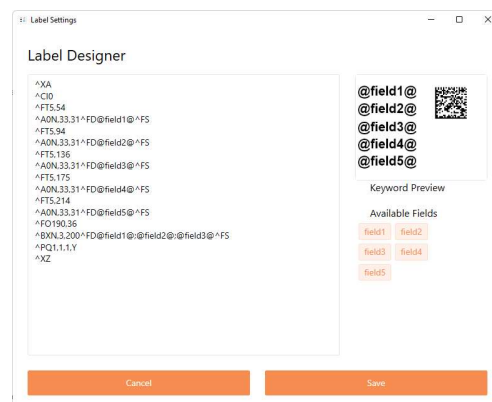 Label Settings
Label Designer
^XA
^CI0
^FT5,54
^A0N,33,31^FD@field1@^FS
^FT5,94
^A0N,33,31^FD@field2@^FS
^FT5,136
^A0N,33,31^FD@field3@^FS
^FT5,175
^A0N,33,31^FD@field4@^FS
^FT5,214
^A0N,33,31^FD@field5@^FS
^FO190,36
^BXN,3,200^FD@field1@;@field2@;@field3@^FS
^PQ1,1,1,Y
^XZ
@field1@
@field2@
@field3@
@field4@
@field5@
Keyword Preview
Available Fields
field1 field2
field3 field4
field5
Cancel Save